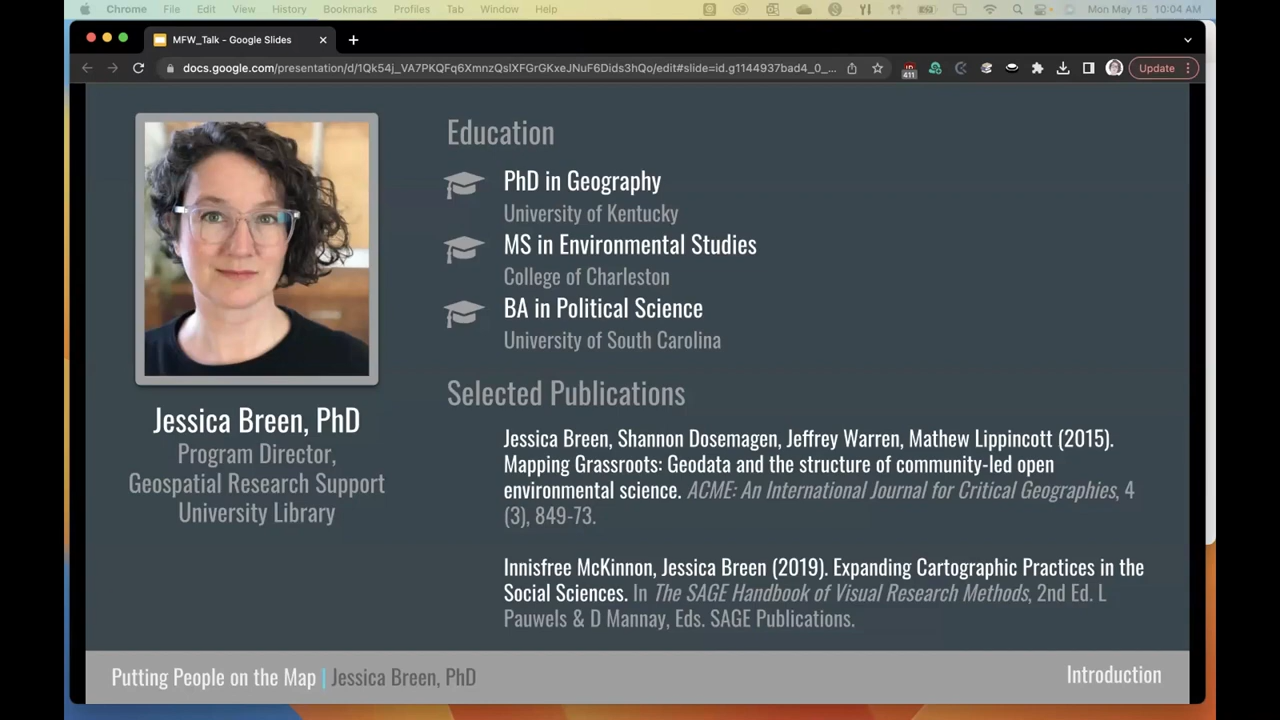 Chrome File Edit View History Bookmarks Profiles Tab Window Help Mon May 15 10:04 AM
MFW_Talk - Google Slides
docs.google.com/presentation/d/1Qk54j_VA7PKQFq6XmnzQslXFGrGKxeJNuF6Dids3hQo/edit#slide=id.g1144937bad4_0_...
411
Update
Education
PhD in Geography
University of Kentucky
MS in Environmental Studies
College of Charleston
BA in Political Science
University of South Carolina
Jessica Breen, PhD
Program Director,
Geospatial Research Support
University Library
Selected Publications
Jessica Breen, Shannon Dosemagen, Jeffrey Warren, Mathew Lippincott (2015).
Mapping Grassroots: Geodata and the structure of community-led open
environmental science. ACME: An International Journal for Critical Geographies, 4
(3), 849-73.
Innisfree McKinnon, Jessica Breen (2019). Expanding Cartographic Practices in the
Social Sciences. In The SAGE Handbook of Visual Research Methods, 2nd Ed. L
Pauwels & D Mannay, Eds. SAGE Publications.
Putting People on the Map | Jessica Breen, PhD
Introduction